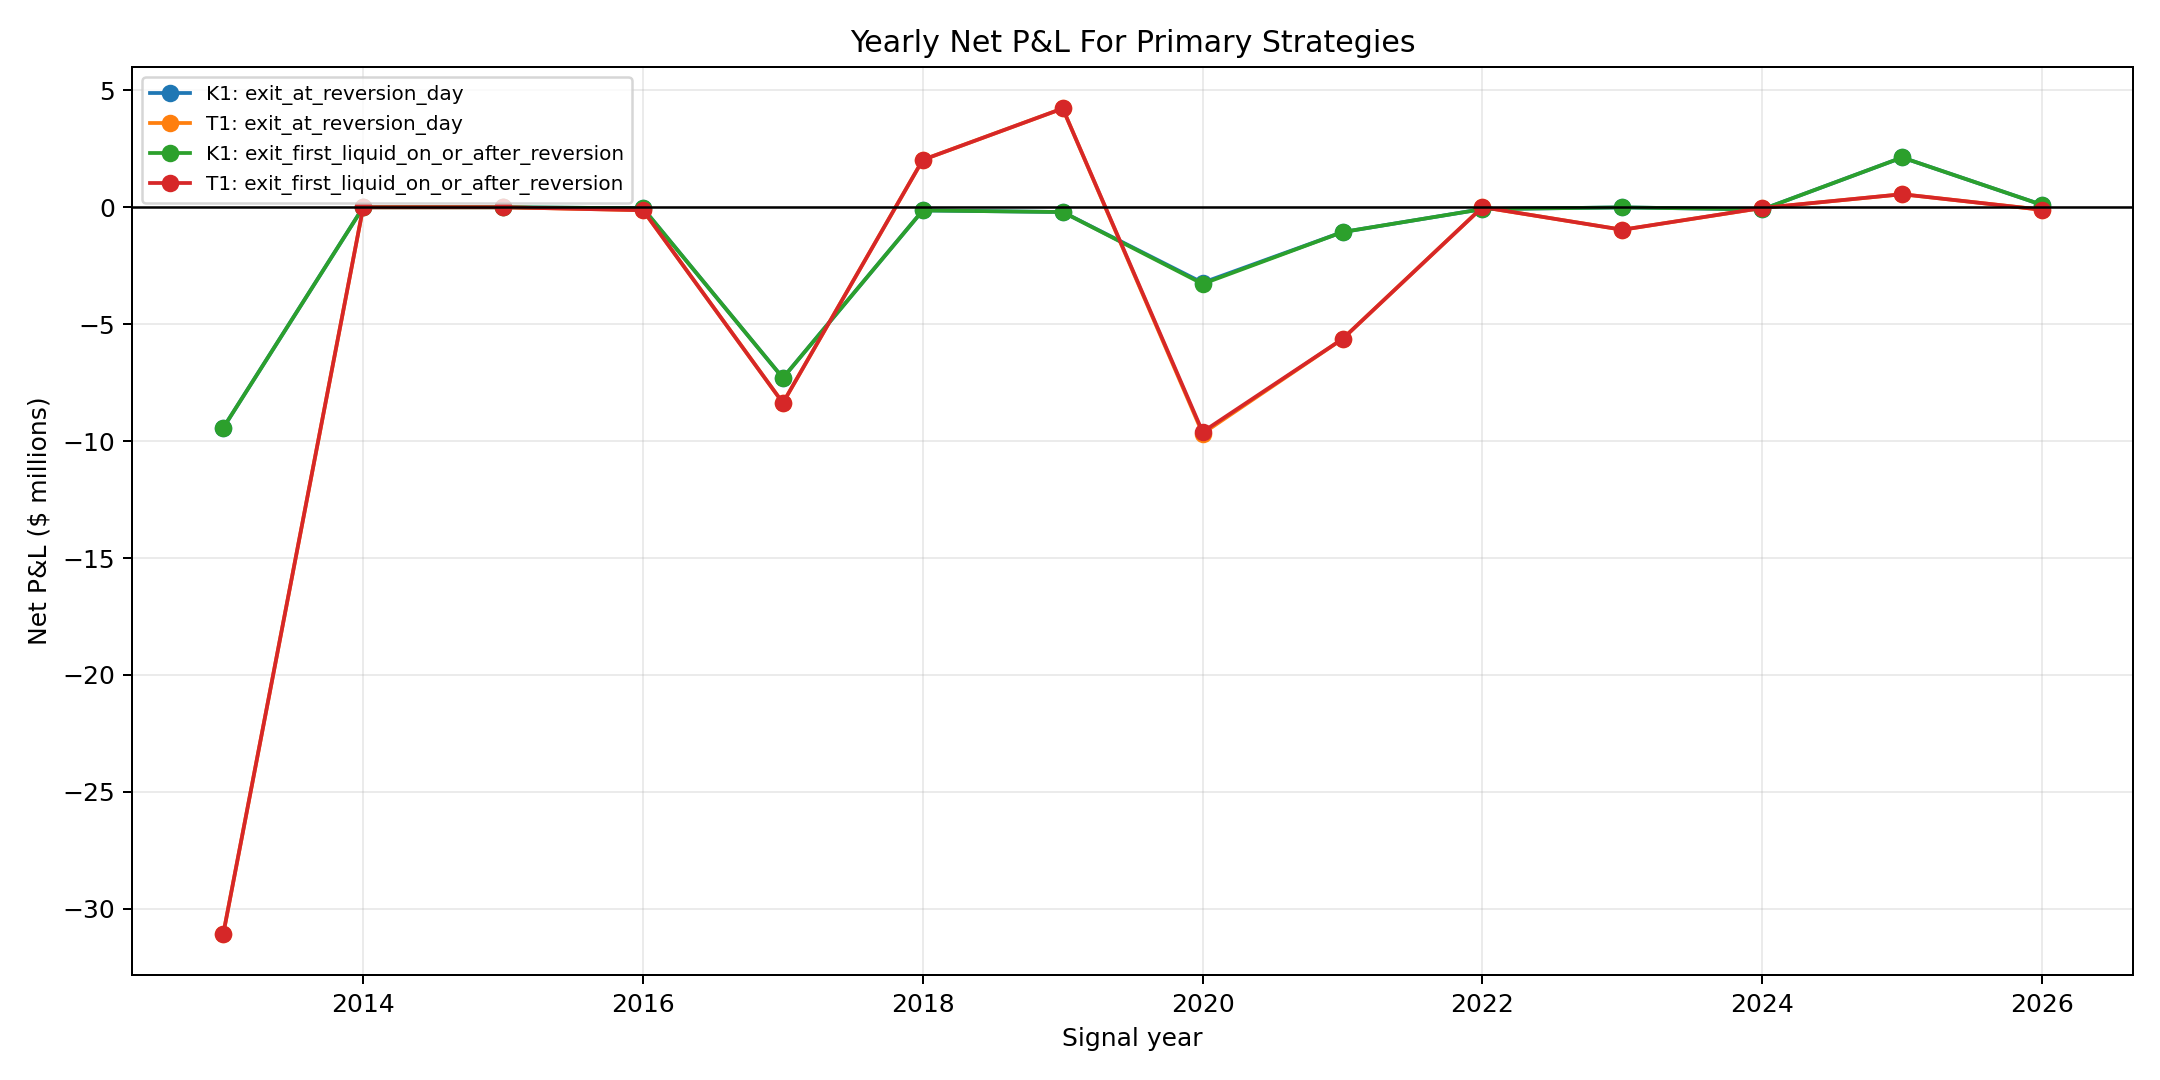 Yearly Net P&L For Primary Strategies
K1: exit_at_reversion_day
T1: exit_at_reversion_day
K1: exit_first_liquid_on_or_after_reversion
T1: exit_first_liquid_on_or_after_reversion
5
0
−5
−10
−15
−20
−25
−30
Net P&L ($ millions)
2014
2016
2018
2020
2022
2024
2026
Signal year